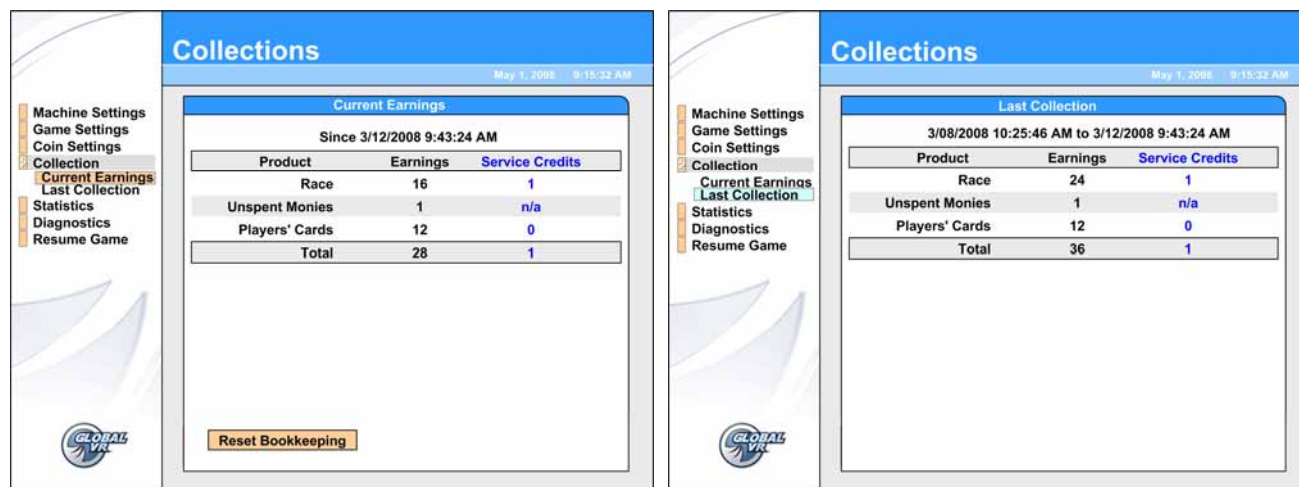 Collections
May 1, 2008 9:15:32 AM
Machine Settings
Game Settings
Coin Settings
Collection
Current Earnings
Last Collection
Statistics
Diagnostics
Resume Game
Current Earnings
Since 3/12/2008 9:43:24 AM
Product Earnings Service Credits
Race 16 1
Unspent Monies 1 n/a
Players' Cards 12 0
Total 28 1
Reset Bookkeeping
GLOBAL
VR
Collections
May 1, 2008 9:15:32 AM
Machine Settings
Game Settings
Coin Settings
Collection
Current Earnings
Last Collection
Statistics
Diagnostics
Resume Game
Last Collection
3/08/2008 10:25:46 AM to 3/12/2008 9:43:24 AM
Product Earnings Service Credits
Race 24 1
Unspent Monies 1 n/a
Players' Cards 12 0
Total 36 1
GLOBAL
VR